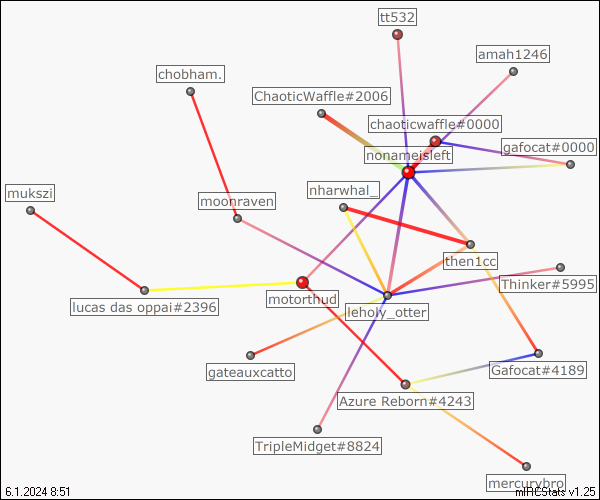 tt532
amah1246
chobham.
ChaoticWaffle#2006
chaoticwaffle#0000
gafocat#0000
nonameisleft
mukszi
nharwhal_
moonraven
then1cc
Thinker#5995
lucas das oppai#2396
motorthud
leholy_otter
gateauxcatto
Gafocat#4189
Azure Reborn#4243
TripleMidget#8824
mercurybro
6.1.2024 8:51
mIRCStats v1.25